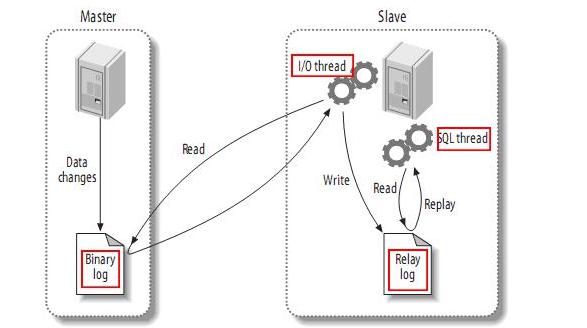 Master
Slave
I/O thread
SQL thread
Read
Data
changes
Write
Read
Replay
Binary
log
Relay
log